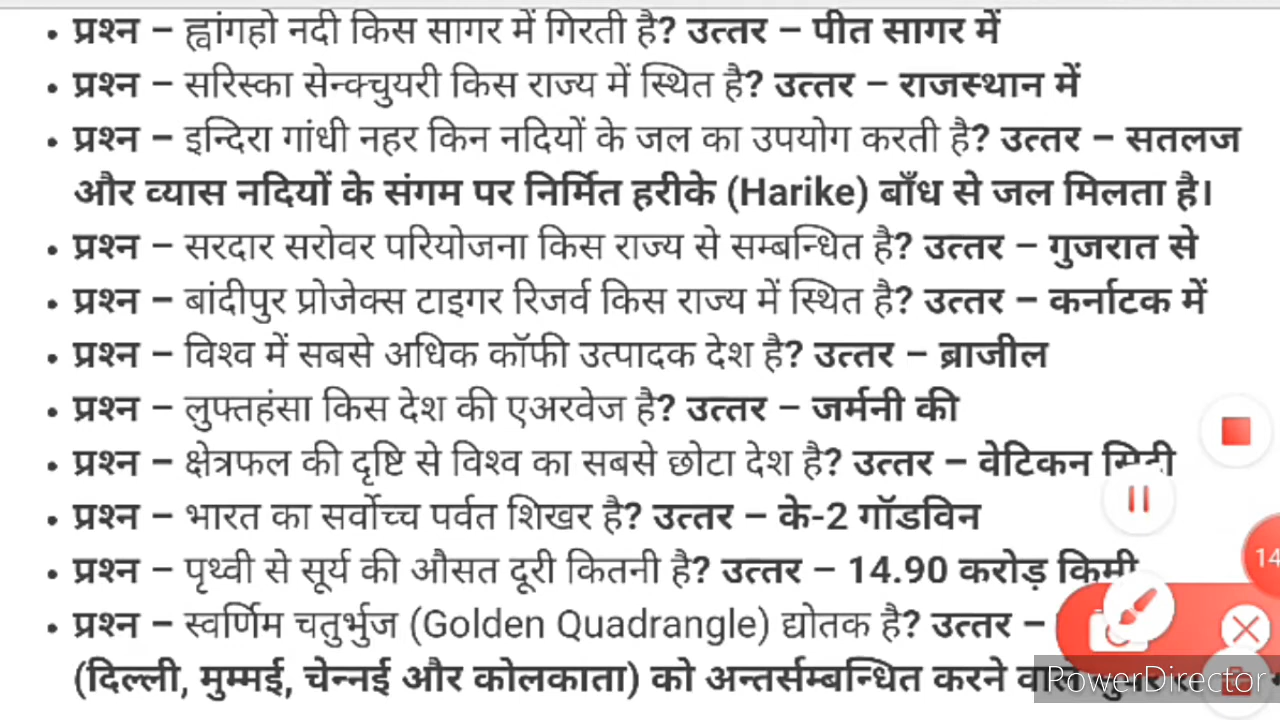 • प्रश्न – ह्वांगहो नदी किस सागर में गिरती है? उत्तर – पीत सागर में
• प्रश्न – सरिस्का सेन्क्चुयरी किस राज्य में स्थित है? उत्तर – राजस्थान में
• प्रश्न – इन्दिरा गांधी नहर किन नदियों के जल का उपयोग करती है? उत्तर – सतलज
और व्यास नदियों के संगम पर निर्मित हरीके (Harike) बाँध से जल मिलता है।
• प्रश्न – सरदार सरोवर परियोजना किस राज्य से सम्बन्धित है? उत्तर – गुजरात से
• प्रश्न – बांदीपुर प्रोजेक्स टाइगर रिजर्व किस राज्य में स्थित है? उत्तर – कर्नाटक में
• प्रश्न – विश्व में सबसे अधिक कॉफी उत्पादक देश है? उत्तर – ब्राजील
• प्रश्न – लुफ्तहंसा किस देश की एअरवेज है? उत्तर – जर्मनी की
• प्रश्न – क्षेत्रफल की दृष्टि से विश्व का सबसे छोटा देश है? उत्तर – वेटिकन सिटी
• प्रश्न – भारत का सर्वोच्च पर्वत शिखर है? उत्तर – के-2 गॉडविन
• प्रश्न – पृथ्वी से सूर्य की औसत दूरी कितनी है? उत्तर – 14.90 करोड़ किमी
14
• प्रश्न – स्वर्णिम चतुर्भुज (Golden Quadrangle) द्योतक है? उत्तर –
(दिल्ली, मुम्मई, चेन्नई और कोलकाता) को अन्तर्सम्बन्धित करने
PowerDirector